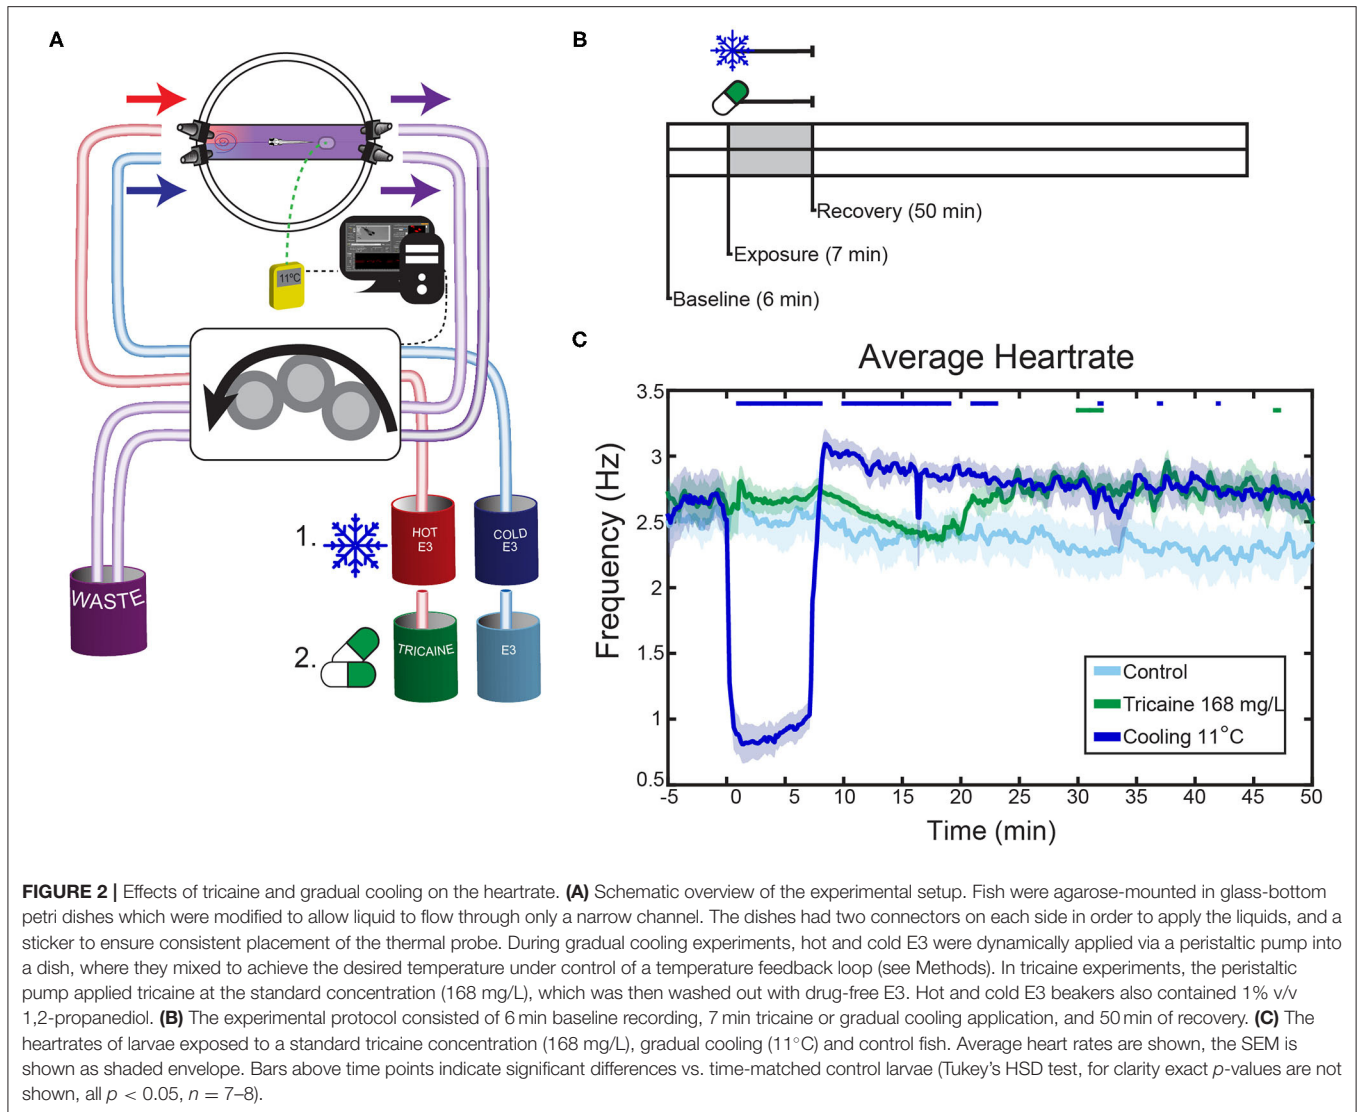 A
11°C
1.
HOT
E3
COLD
E3
WASTE
2.
TRICAINE
E3
B
Recovery (50 min)
Exposure (7 min)
Baseline (6 min)
C
Average Heartrate
Frequency (Hz)
3.5
3
2.5
2
1.5
1
0.5
Control
Tricaine 168 mg/L
Cooling 11°C
-5 0 5 10 15 20 25 30 35 40 45 50
Time (min)
FIGURE 2 | Effects of tricaine and gradual cooling on the heartrate. (A) Schematic overview of the experimental setup. Fish were agarose-mounted in glass-bottom
petri dishes which were modified to allow liquid to flow through only a narrow channel. The dishes had two connectors on each side in order to apply the liquids, and a
sticker to ensure consistent placement of the thermal probe. During gradual cooling experiments, hot and cold E3 were dynamically applied via a peristaltic pump into
a dish, where they mixed to achieve the desired temperature under control of a temperature feedback loop (see Methods). In tricaine experiments, the peristaltic
pump applied tricaine at the standard concentration (168 mg/L), which was then washed out with drug-free E3. Hot and cold E3 beakers also contained 1% v/v
1,2-propanediol. (B) The experimental protocol consisted of 6 min baseline recording, 7 min tricaine or gradual cooling application, and 50 min of recovery. (C) The
heartrates of larvae exposed to a standard tricaine concentration (168 mg/L), gradual cooling (11°C) and control fish. Average heart rates are shown, the SEM is
shown as shaded envelope. Bars above time points indicate significant differences vs. time-matched control larvae (Tukey's HSD test, for clarity exact p-values are not
shown, all p < 0.05, n = 7–8).